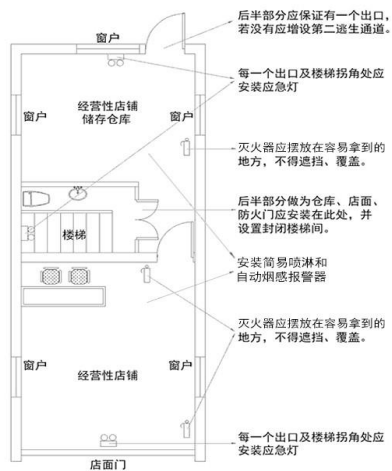 后半部分应保证有一个出口,
若没有应增设第二逃生通道。
窗户
每一个出口及楼梯拐角处应
安装应急灯
窗户
经营性店铺
储存仓库
窗户
灭火器应摆放在容易拿到的
地方,不得遮挡、覆盖。
后半部分做为仓库、店面、
防火门应安装在此处,并
设置封闭楼梯间。
楼梯
安装简易喷淋和
自动烟感报警器
灭火器应摆放在容易拿到的
地方,不得遮挡、覆盖。
窗户
经营性店铺
窗户
每一个出口及楼梯拐角处应
安装应急灯
店面门